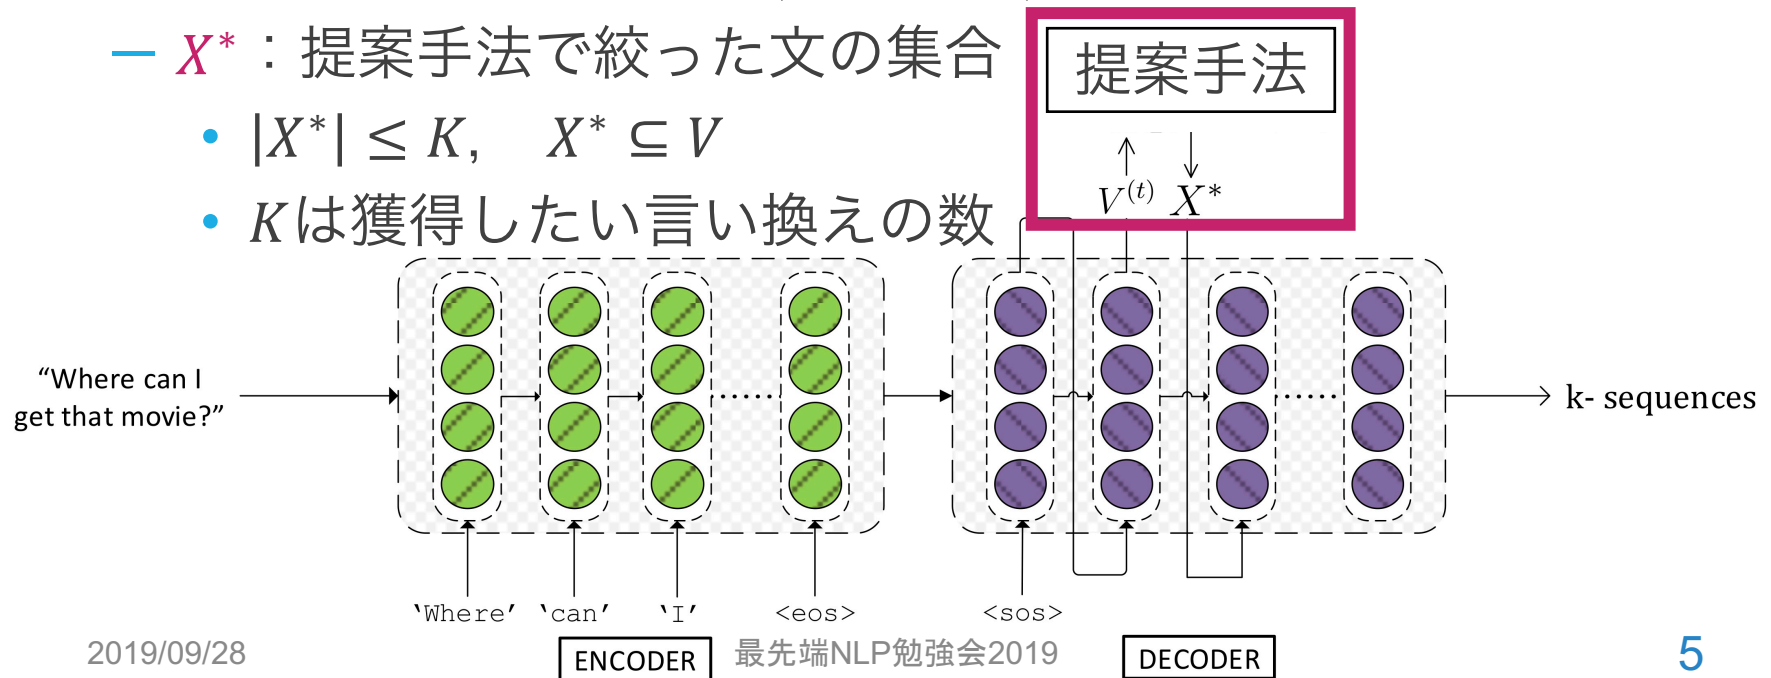 — X* ：提案手法で絞った文の集合
• |X*| ≤ K, X* ⊆ V
• Kは獲得したい言い換えの数
提案手法
V^(t) X*
“Where can I
get that movie?”
k- sequences
‘Where’ ‘can’ ‘I’ <eos> <sos>
ENCODER
DECODER
2019/09/28
最先端NLP勉強会2019
5